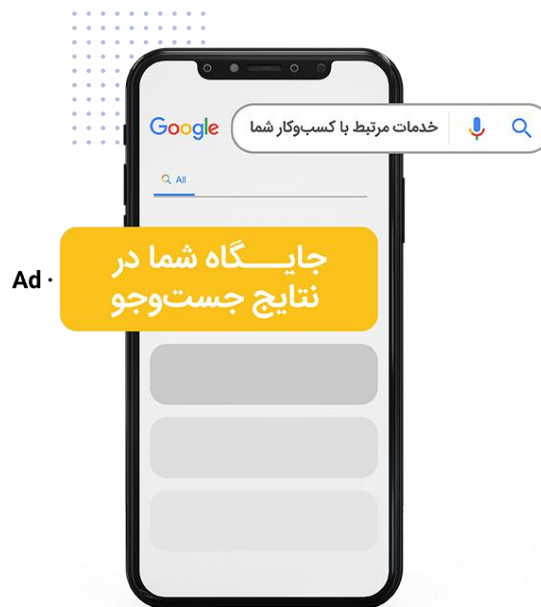 Google
خدمات مرتبط با کسب‌وکار شما
All
Ad ·
جایــــگاه شما در
نتایج جست‌وجو